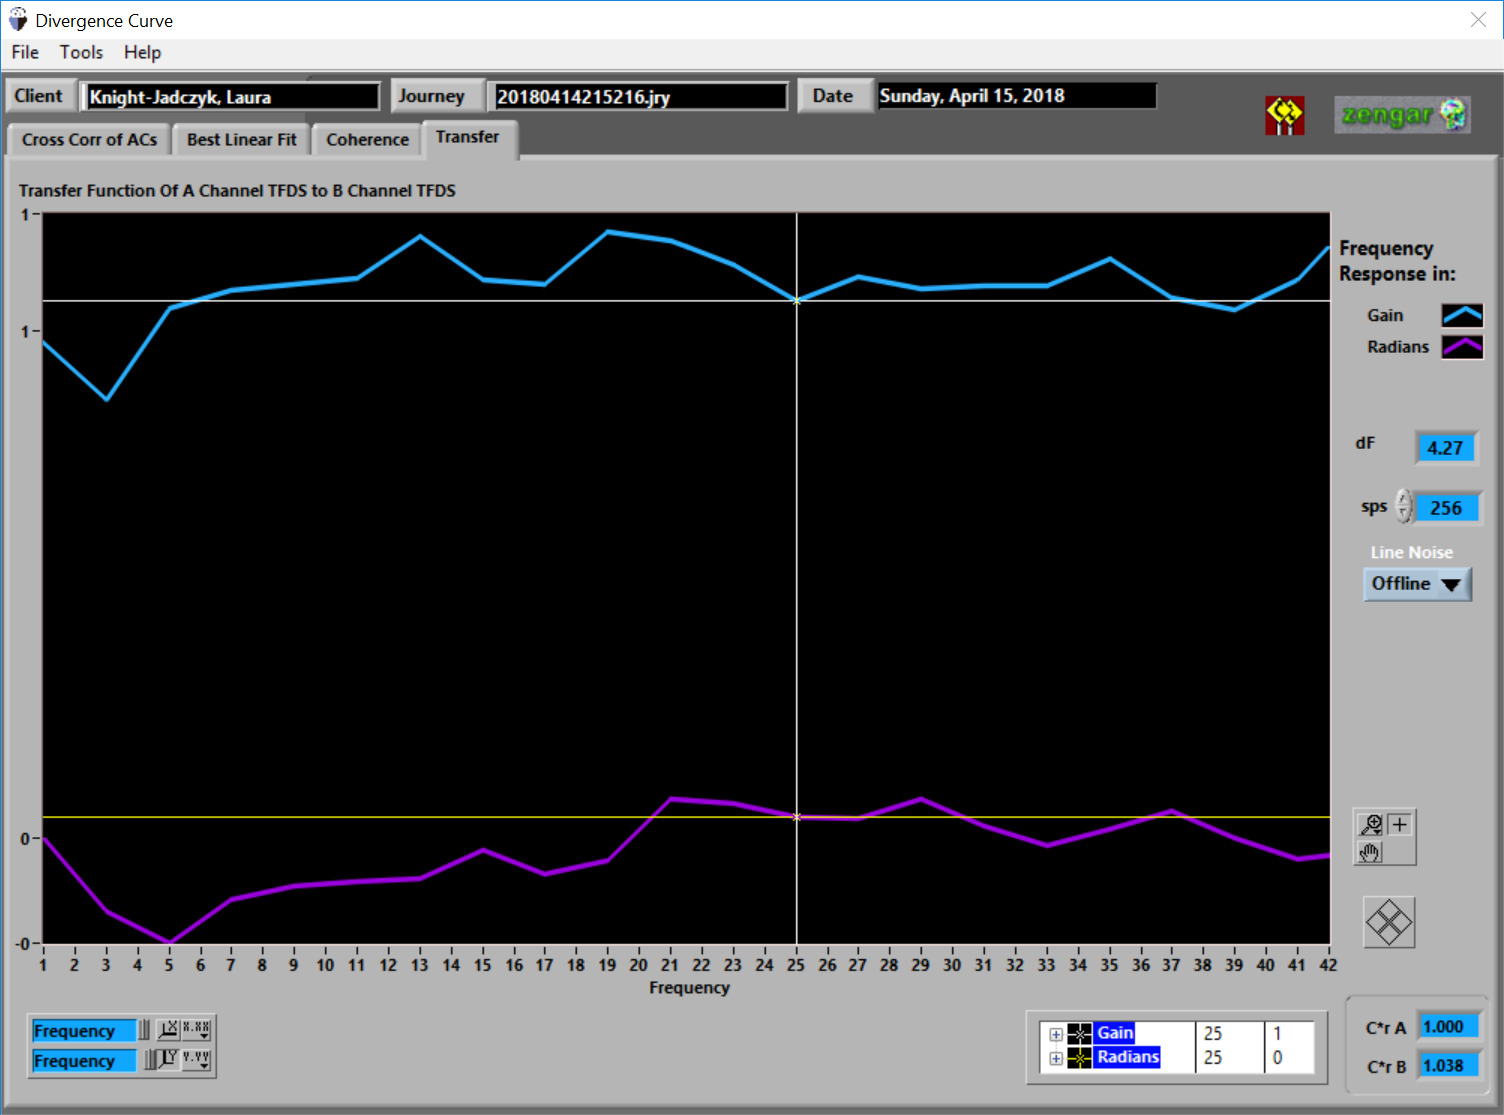 Divergence Curve
File Tools Help
Client Knight-Jadczyk, Laura Journey 20180414215216.jry Date Sunday, April 15, 2018
zengar
Cross Corr of ACs Best Linear Fit Coherence Transfer
Transfer Function Of A Channel TFDS to B Channel TFDS
1
1
0
-0
1 2 3 4 5 6 7 8 9 10 11 12 13 14 15 16 17 18 19 20 21 22 23 24 25 26 27 28 29 30 31 32 33 34 35 36 37 38 39 40 41 42
Frequency
Frequency
Response in:
Gain
Radians
dF 4.27
sps 256
Line Noise
Offline
Frequency X X.XX
Frequency Y Y.YY
Gain 25 1
Radians 25 0
C*r A 1.000
C*r B 1.038